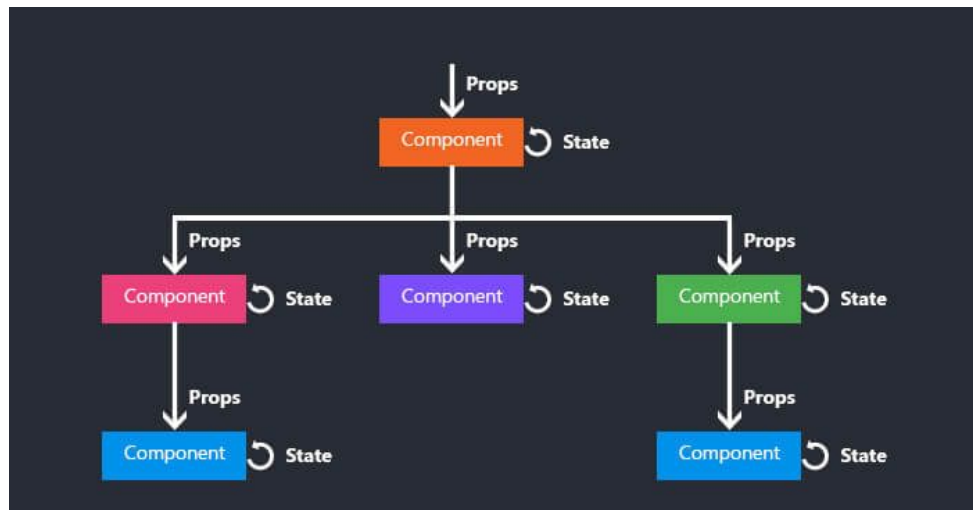 Props
Component State
Props Props Props
Component State Component State Component State
Props Props
Component State Component State